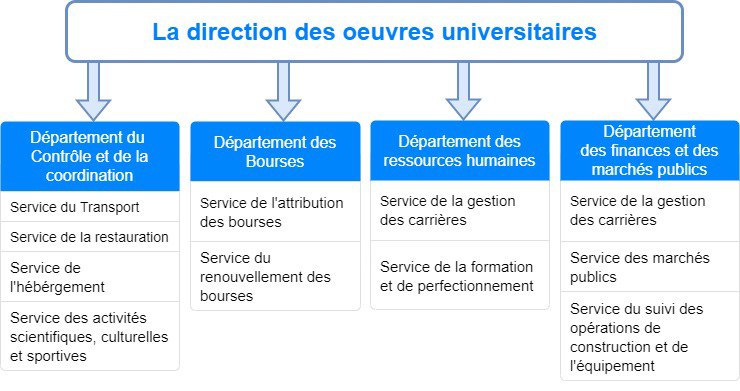 La direction des oeuvres universitaires
Département du
Contrôle et de la
coordination
Service du Transport
Service de la restauration
Service de
l'hébérgement
Service des activités
scientifiques, culturelles
et sportives
Département des
Bourses
Service de l'attribution
des bourses
Service du
renouvellement des
bourses
Département des
ressources humaines
Service de la gestion
des carrières
Service de la formation
et de perfectionnement
Département
des finances et des
marchés publics
Service de la gestion
des carrières
Service des marchés
publics
Service du suivi des
opérations de
construction et de
l'équipement